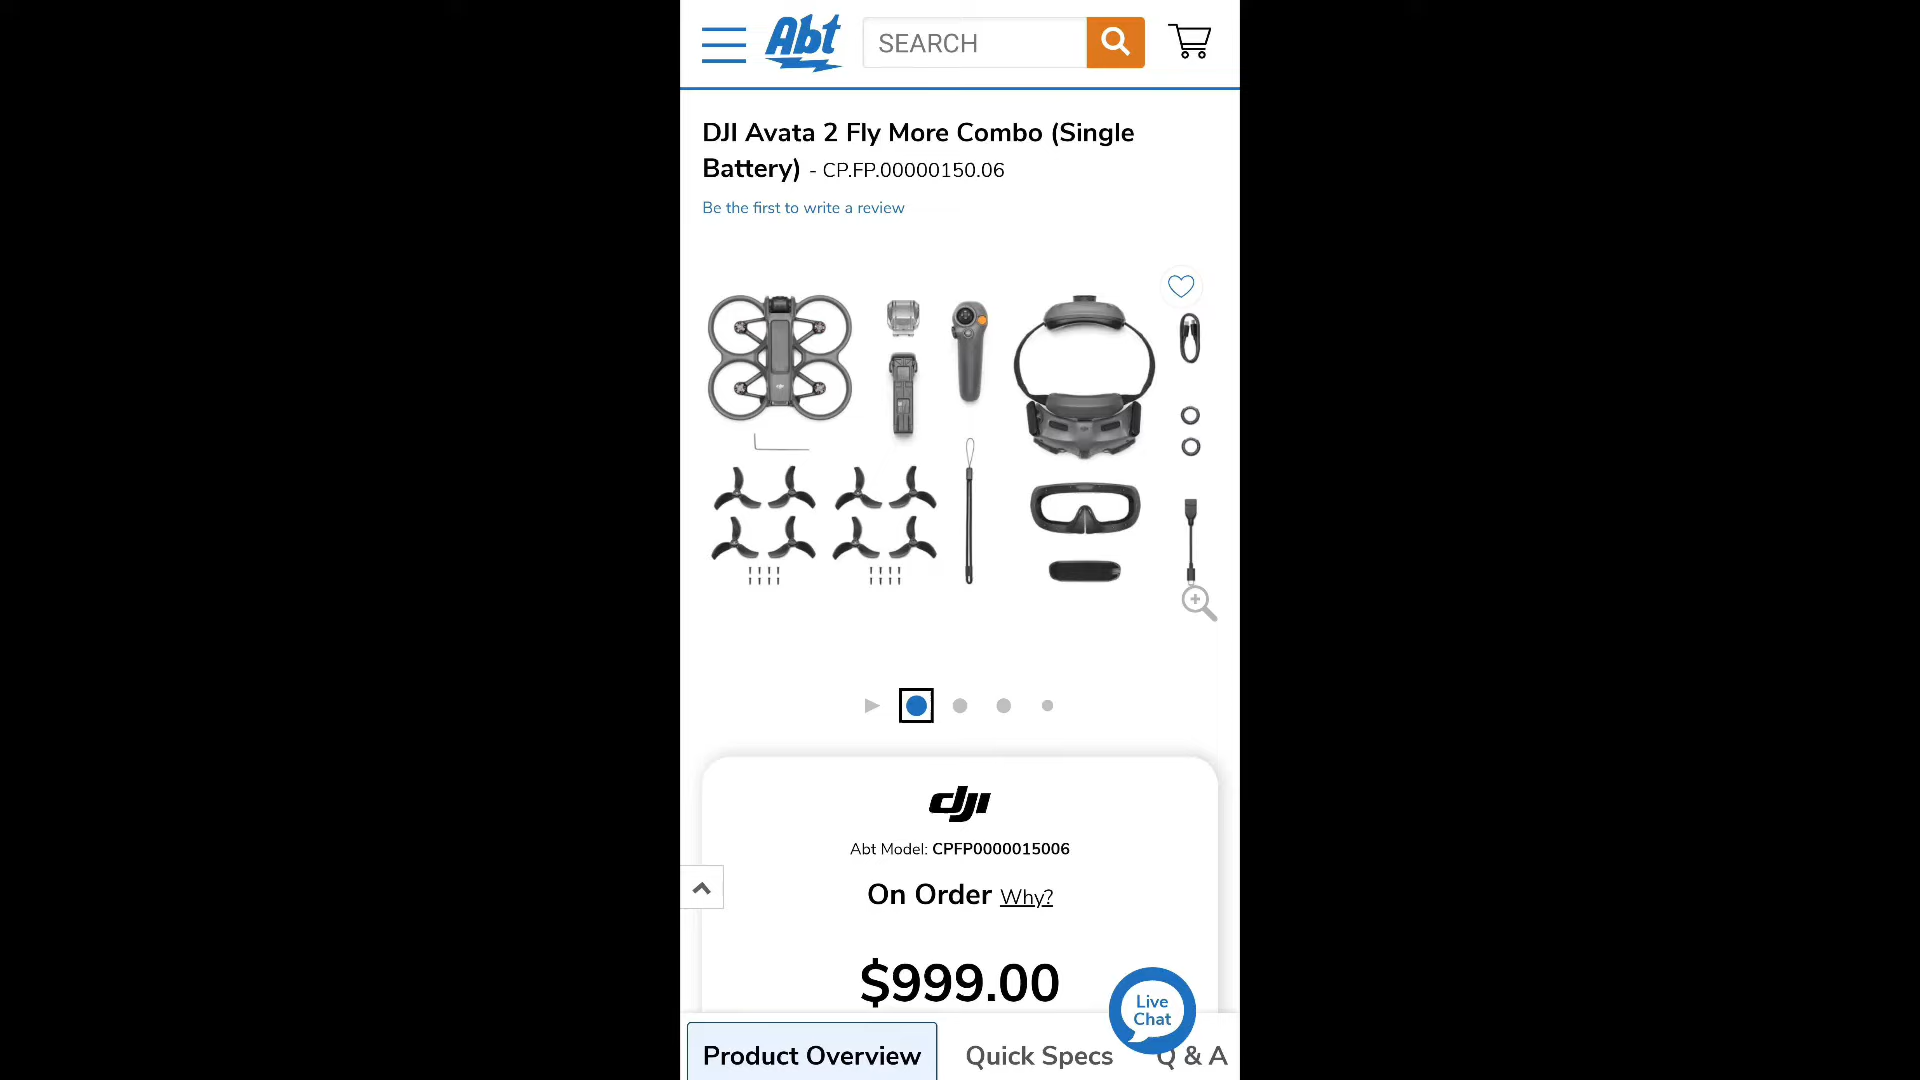 Abt
SEARCH
DJI Avata 2 Fly More Combo (Single
Battery) - CP.FP.00000150.06
Be the first to write a review
dji
Abt Model: CPFP0000015006
On Order Why?
$999.00
Live
Chat
Product Overview
Quick Specs
Q & A